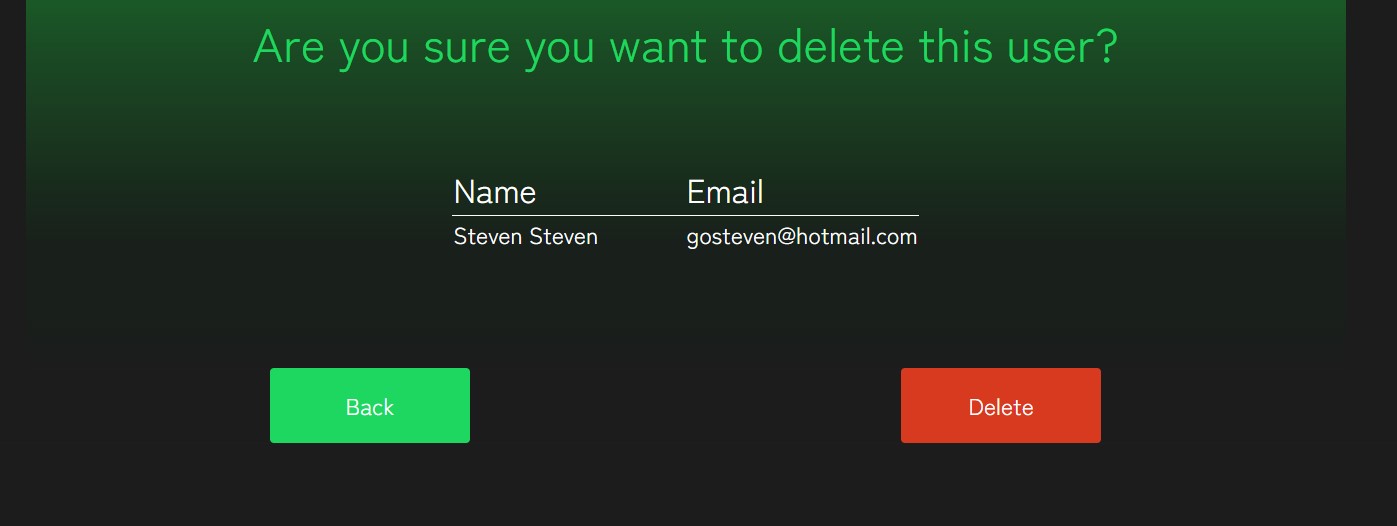 Are you sure you want to delete this user?
Name Email
Steven Steven gosteven@hotmail.com
Back Delete